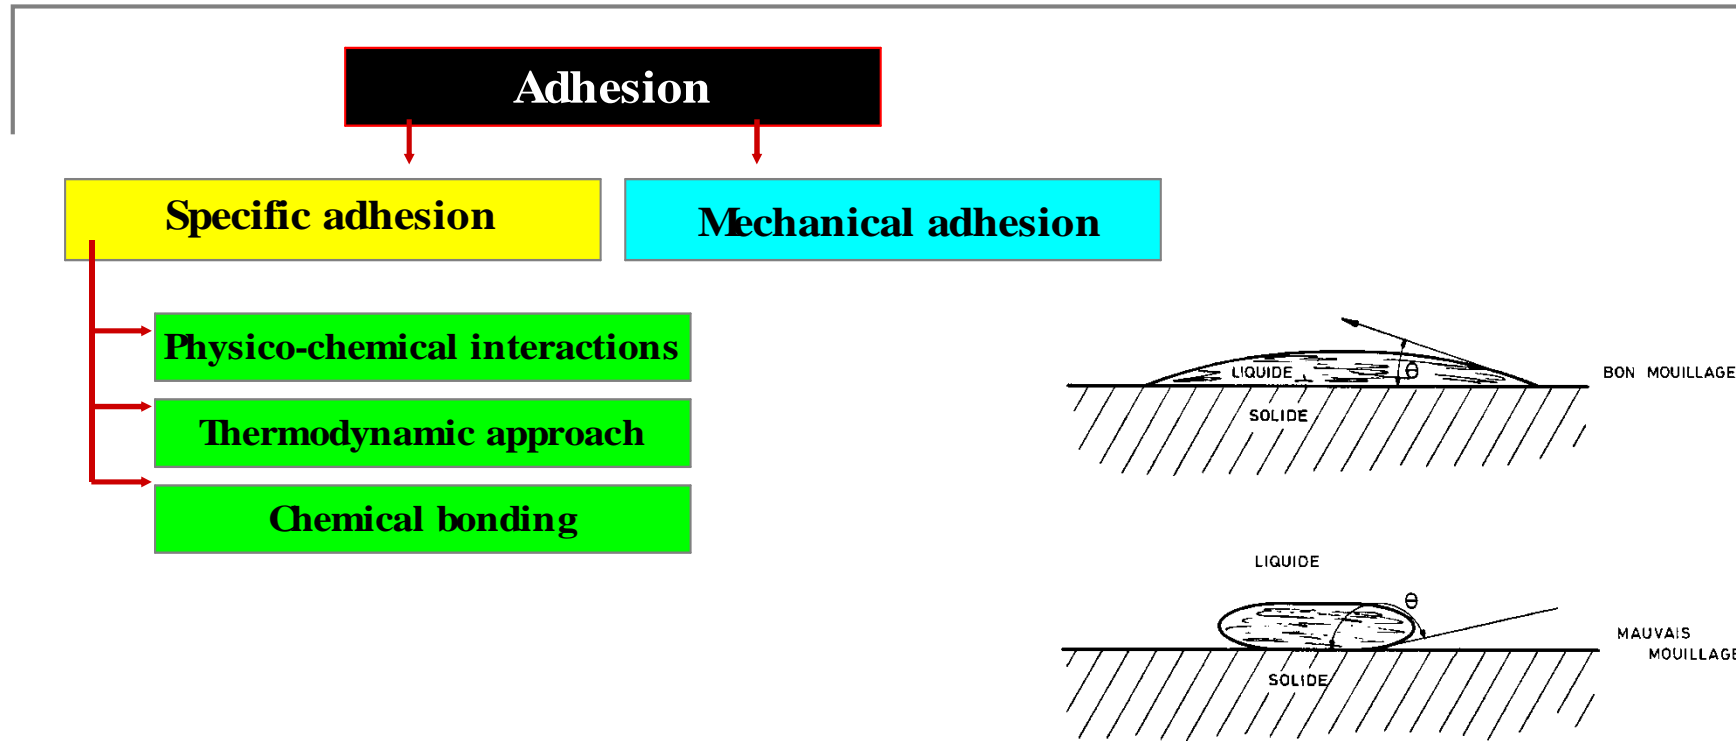 Adhesion
Specific adhesion
Mechanical adhesion
Physico-chemical interactions
Thermodynamic approach
Chemical bonding
LIQUIDE
θ
BON MOUILLAGE
SOLIDE
LIQUIDE
θ
MAUVAIS
MOUILLAGE
SOLIDE